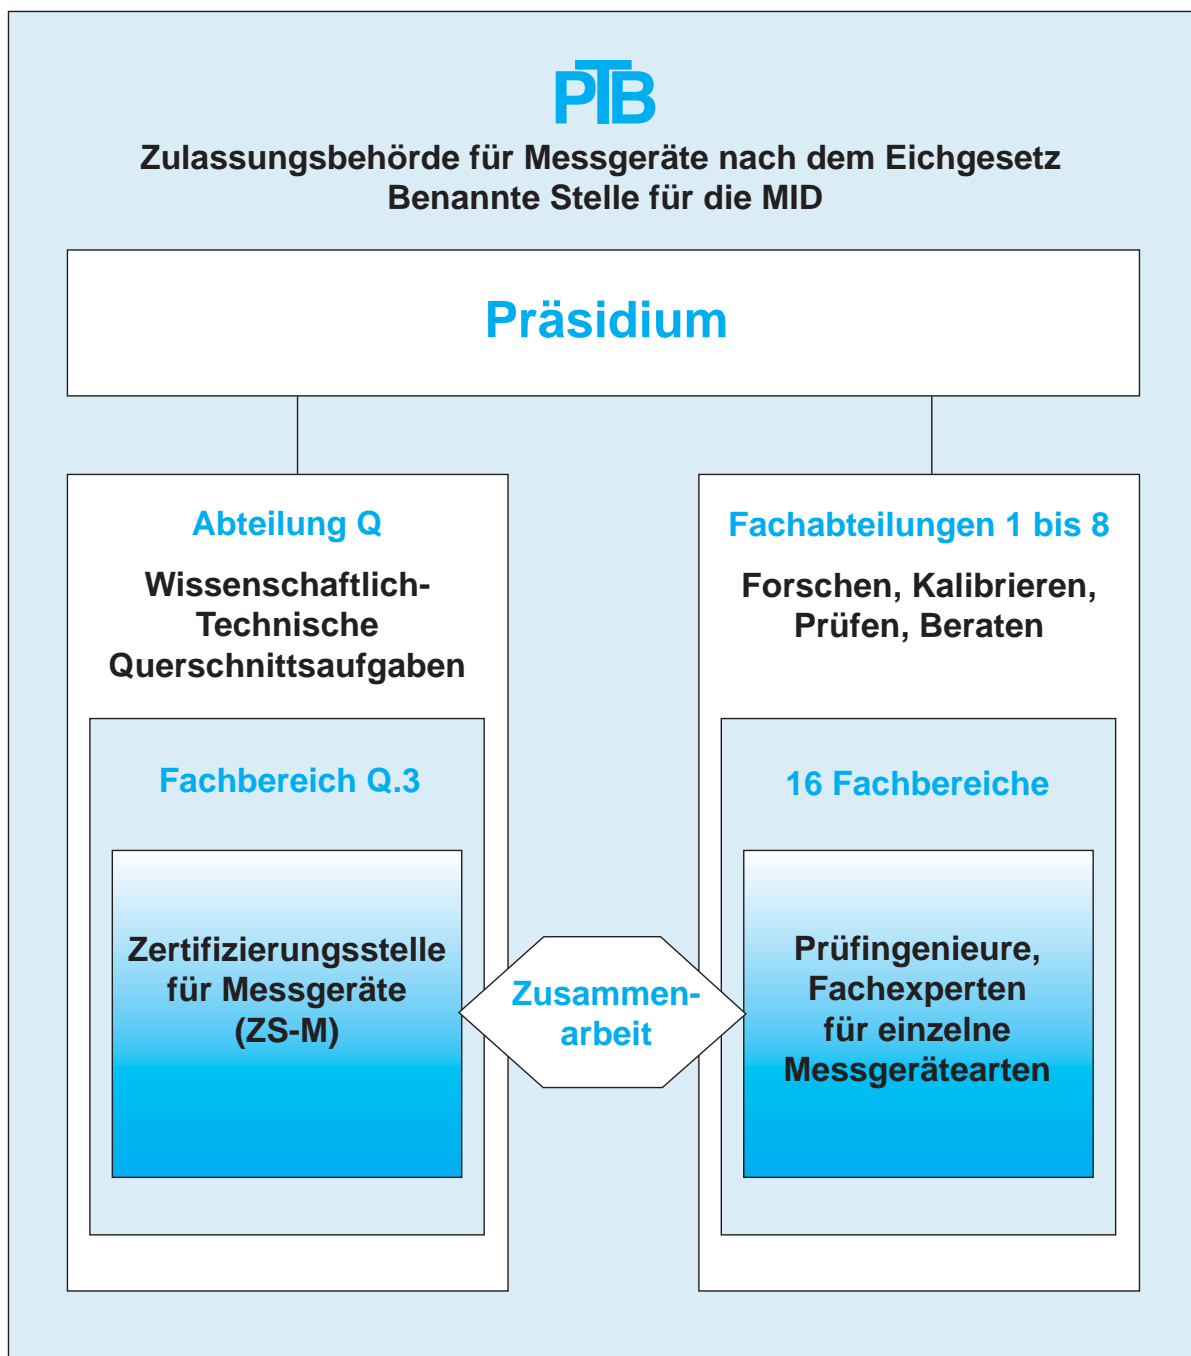 PTB
Zulassungsbehörde für Messgeräte nach dem Eichgesetz
Benannte Stelle für die MID
Präsidium
Abteilung Q
Wissenschaftlich-
Technische
Querschnittsaufgaben
Fachbereich Q.3
Zertifizierungsstelle
für Messgeräte
(ZS-M)
Zusammen-
arbeit
Fachabteilungen 1 bis 8
Forschen, Kalibrieren,
Prüfen, Beraten
16 Fachbereiche
Prüfingenieure,
Fachexperten
für einzelne
Messgerätearten